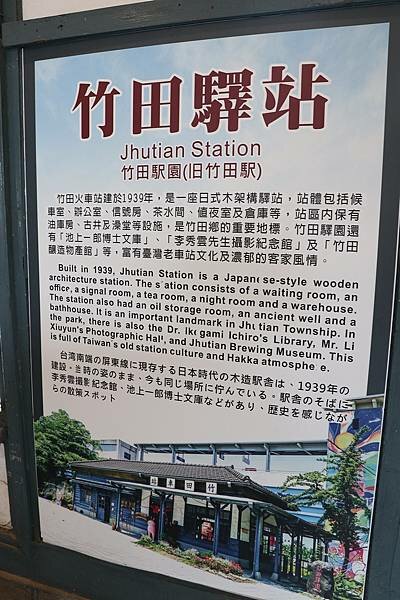 竹田驛站
Jhutian Station
竹田駅園(旧竹田駅)
竹田火車站建於1939年，是一座日式木架構驛站，站體包括候
車室、辦公室、信號房、茶水間、值夜室及倉庫等，站區內保有
油庫房、古井及澡堂等設施，是竹田鄉的重要地標。竹田驛園還
有「池上一郎博士文庫」、「李秀雲先生攝影紀念館」及「竹田
釀造物產館」等，富有臺灣老車站文化及濃郁的客家風情。
Built in 1939, Jhutian Station is a Japanese-style wooden
architecture station. The station consists of a waiting room, an
office, a signal room, a tea room, a night room and a warehouse.
The station also had an oil storage room, an ancient well and a
bathhouse. It is an important landmark in Jhutian Township. In
the park, there is also the Dr. Ikegami Ichiro's Library, Mr. Li
Xiuyun's Photographic Hall, and Jhutian Brewing Museum. This
is full of Taiwan's old station culture and Hakka atmosphere.
台湾南端の屏東線に現存する日本時代の木造駅舎は、1939年の
建設・当時の姿のまま、今も同じ場所に佇んでいる。駅舎のそばに
李秀雲撮影紀念館、池上一郎博士文庫などがあり、歴史を感じなが
らの散策スポット
站車田竹